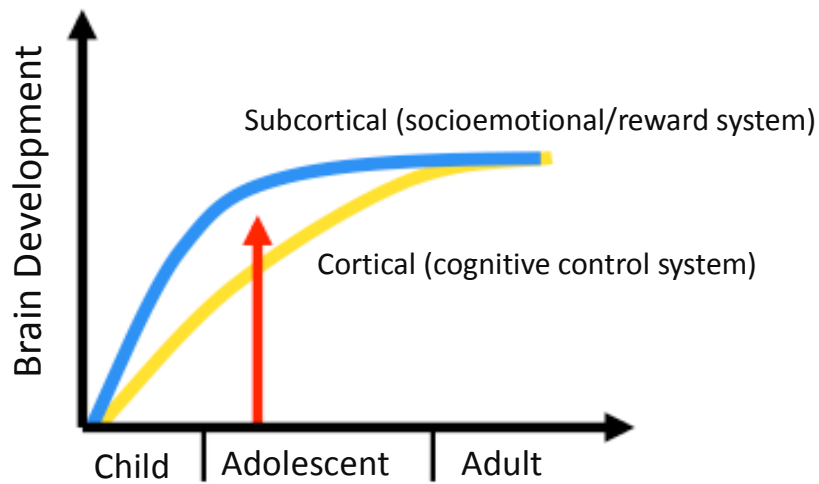 Brain Development
Subcortical (socioemotional/reward system)
Cortical (cognitive control system)
Child
Adolescent
Adult